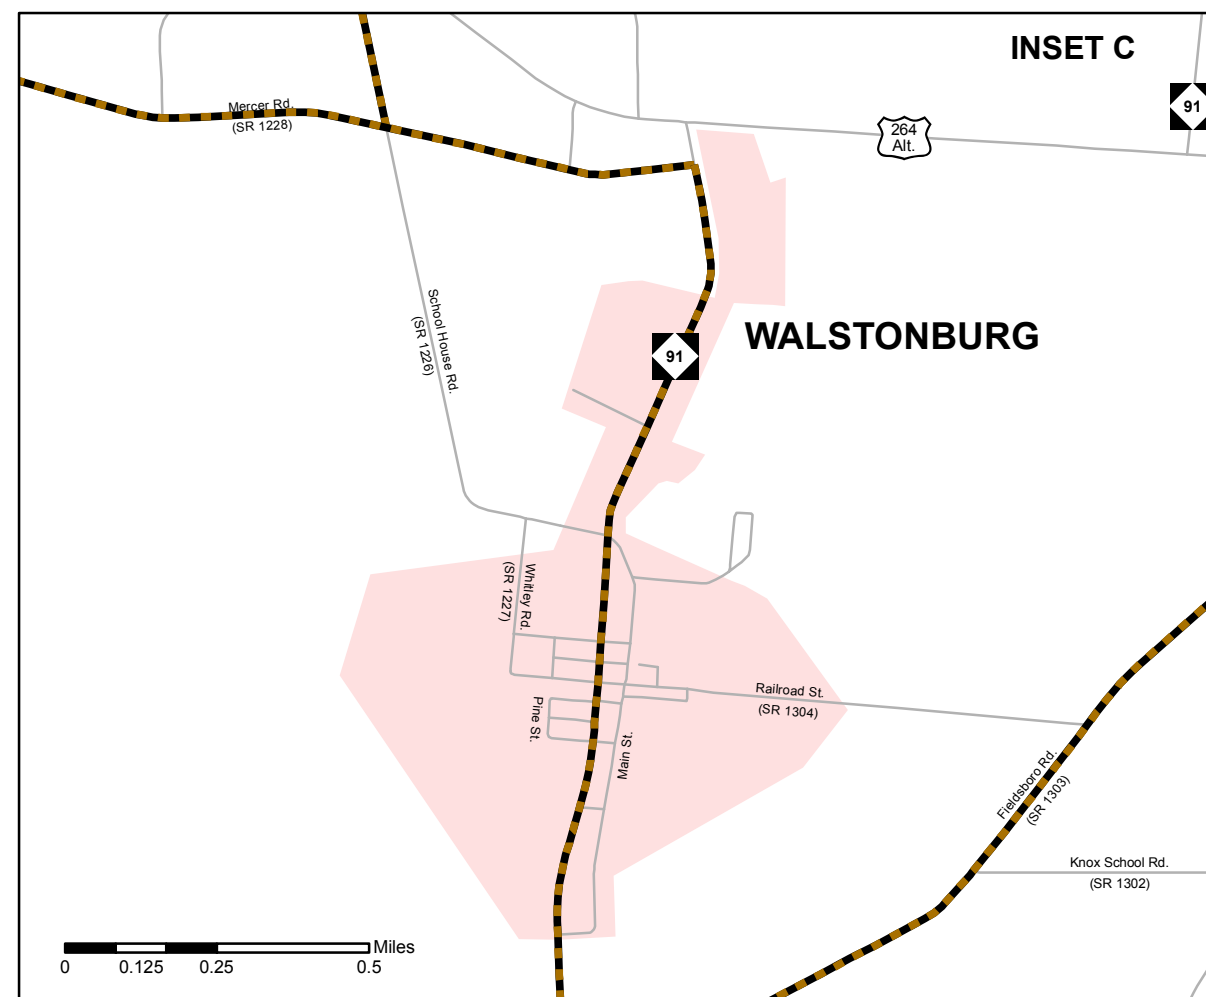 INSET C
91
Mercer Rd.
(SR 1228)
264
Alt.
School House Rd.
(SR 1226)
WALSTONBURG
91
Whitley Rd.
(SR 1227)
Railroad St.
(SR 1304)
Pine St.
Main St.
Fieldsboro Rd.
(SR 1303)
Knox School Rd.
(SR 1302)
Miles
0 0.125 0.25 0.5